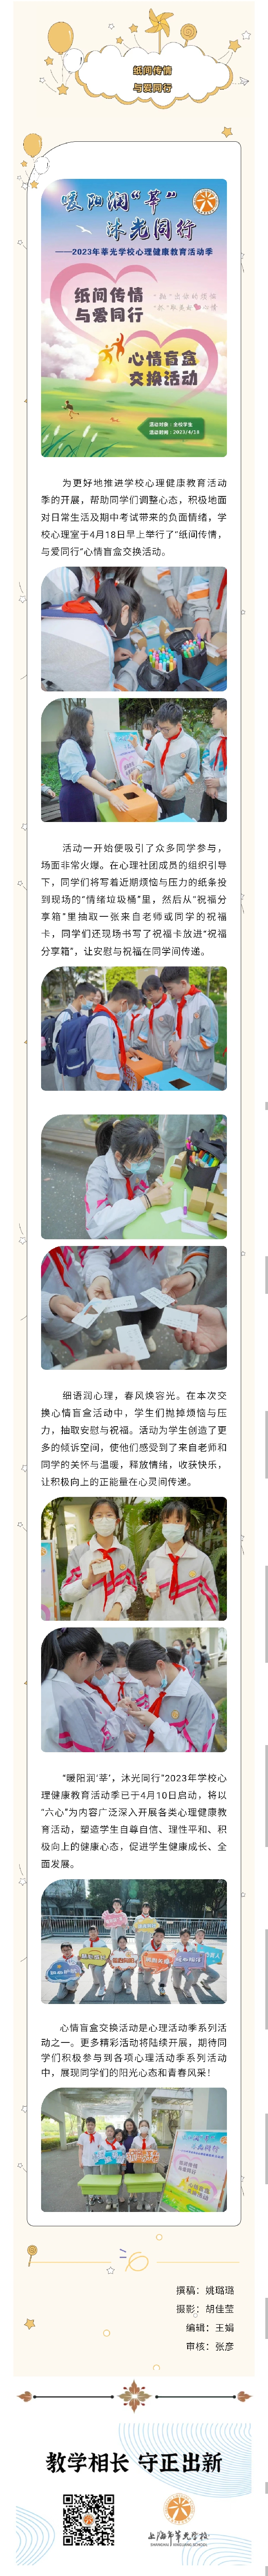 纸间传情
与爱同行
暖阳润“莘”
沐光同行
——2023年莘光学校心理健康教育活动季
纸间传情
与爱同行
心情盲盒
交换活动
活动对象：全校学生
活动时间：2023/4/18
为更好地推进学校心理健康教育活动
季的开展，帮助同学们调整心态，积极地面
对日常生活及期中考试带来的负面情绪，学
校心理室于4月18日早上举行了“纸间传情，
与爱同行”心情盲盒交换活动。
活动一开始便吸引了众多同学参与，
场面非常火爆。在心理社团成员的组织引导
下，同学们将写着近期烦恼与压力的纸条投
到现场的“情绪垃圾桶”里，然后从“祝福分
享箱”里抽取一张来自老师或同学的祝福
卡，同学们还现场书写了祝福卡放进“祝福
分享箱”，让安慰与祝福在同学间传递。
细语润心理，春风焕容光。在本次交
换心情盲盒活动中，学生们抛掉烦恼与压
力，抽取安慰与祝福。活动为学生创造了更
多的倾诉空间，使他们感受到了来自老师和
同学的关怀与温暖，释放情绪，收获快乐，
让积极向上的正能量在心灵间传递。
“暖阳润‘莘’，沐光同行”2023年学校心
理健康教育活动季已于4月10日启动，将以
“六心”为内容广泛深入开展各类心理健康教
育活动，塑造学生自尊自信、理性平和、积
极向上的健康心态，促进学生健康成长、全
面发展。
心情盲盒交换活动是心理活动季系列活
动之一。更多精彩活动将陆续开展，期待同
学们积极参与到各项心理活动季系列活动
中，展现同学们的阳光心态和青春风采！
纸间传情
与爱同行
心情盲盒
交换活动
撰稿：姚璐璐
摄影：胡佳莹
编辑：王娟
审核：张彦
教学相长 守正出新
上海市莘光学校